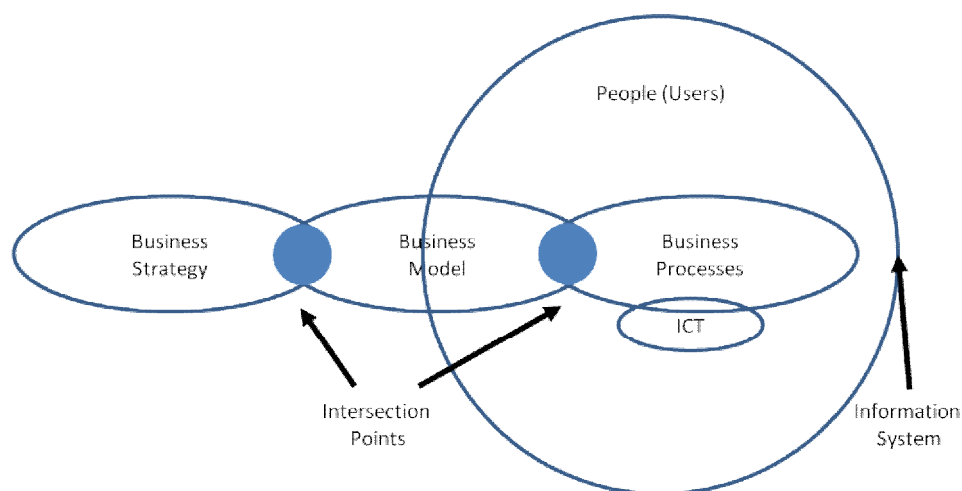 People (Users)
Business
Strategy
Business
Model
Business
Processes
ICT
Intersection
Points
Information
System